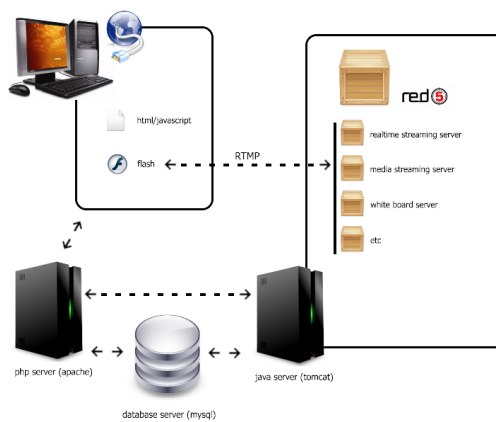 red5
html/javascript
realtime streaming server
flash
RTMP
media streaming server
white board server
etc
php server (apache)
java server (tomcat)
database server (mysql)